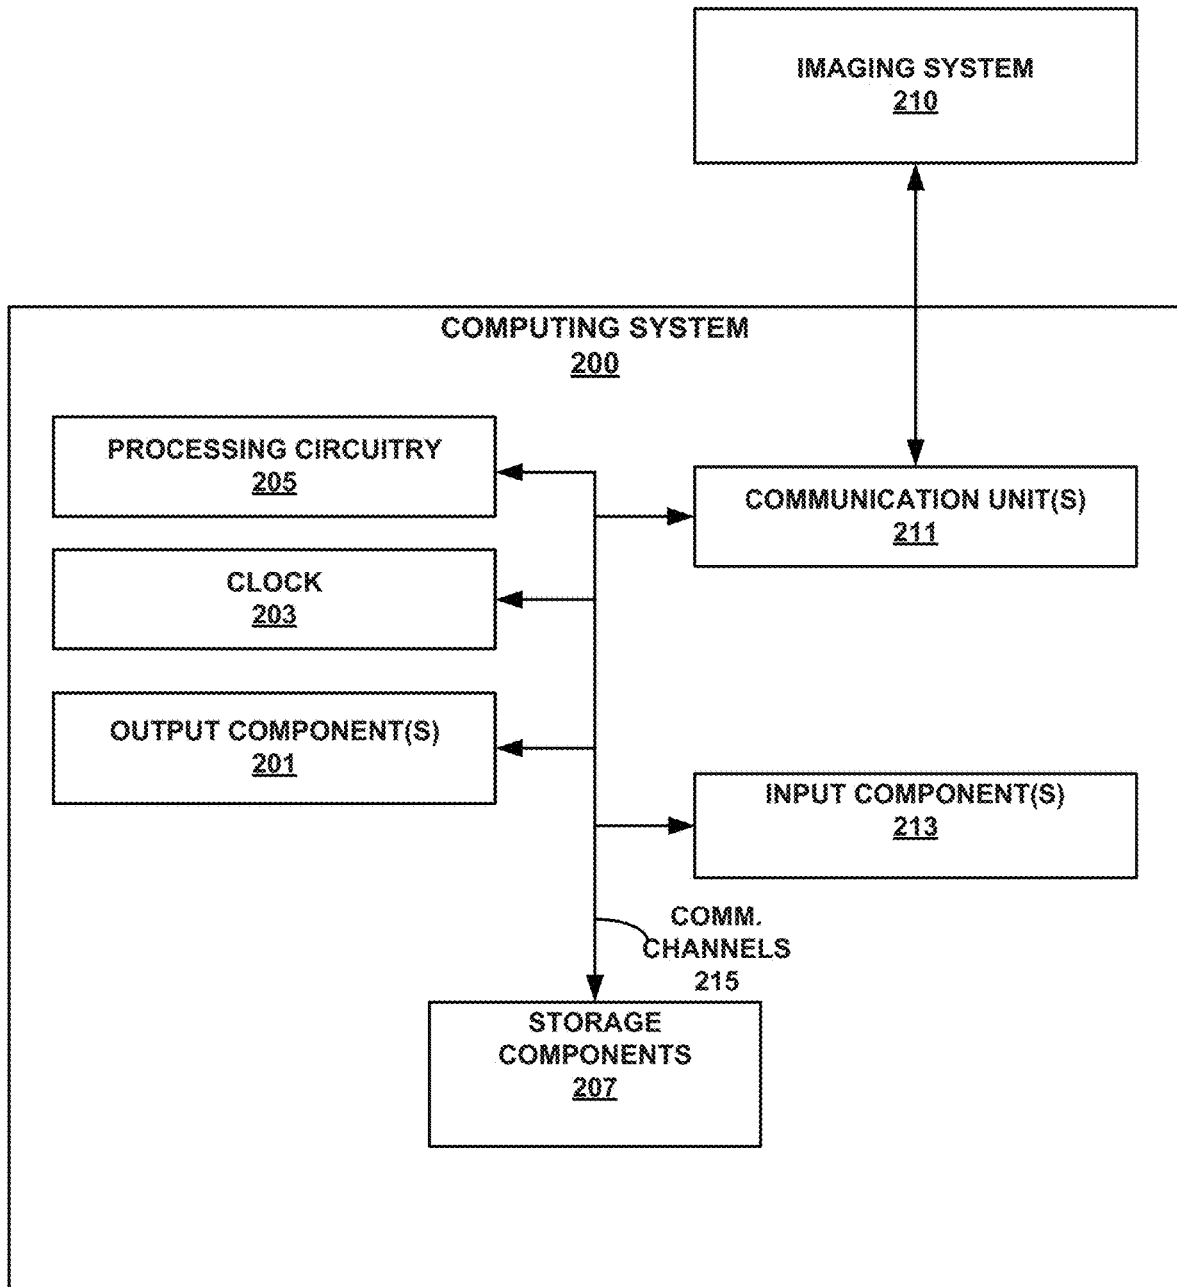 IMAGING SYSTEM
210
COMPUTING SYSTEM
200
PROCESSING CIRCUITRY
205
COMMUNICATION UNIT(S)
211
CLOCK
203
OUTPUT COMPONENT(S)
201
INPUT COMPONENT(S)
213
COMM.
CHANNELS
215
STORAGE
COMPONENTS
207